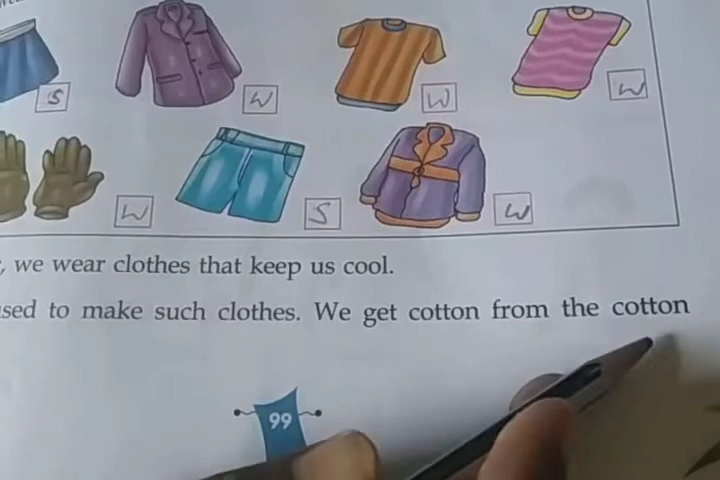 S W W W
W S W
, we wear clothes that keep us cool.
sed to make such clothes. We get cotton from the cotton
99